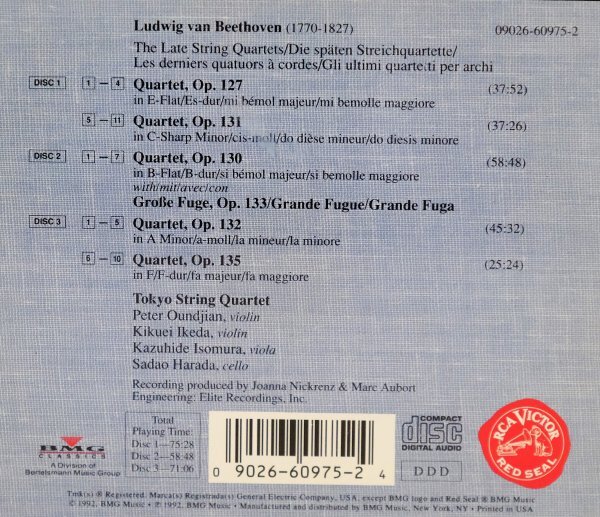 Ludwig van Beethoven (1770-1827) 09026-60975-2
The Late String Quartets/Die späten Streichquartette/
Les derniers quatuors à cordes/Gli ultimi quartetti per archi
DISC 1 1 – 4 Quartet, Op. 127 (37:52)
in E-Flat/Es-dur/mi bémol majeur/mi bemolle maggiore
5 – 11 Quartet, Op. 131 (37:26)
in C-Sharp Minor/cis-moll/do dièse mineur/do diesis minore
DISC 2 1 – 7 Quartet, Op. 130 (58:48)
in B-Flat/B-dur/si bémol majeur/si bemolle maggiore
with/mit/avec/con
Große Fuge, Op. 133/Grande Fugue/Grande Fuga
DISC 3 1 – 5 Quartet, Op. 132 (45:32)
in A Minor/a-moll/la mineur/la minore
6 – 10 Quartet, Op. 135 (25:24)
in F/F-dur/fa majeur/fa maggiore
Tokyo String Quartet
Peter Oundjian, violin
Kikuei Ikeda, violin
Kazuhide Isomura, viola
Sadao Harada, cello
Recording produced by Joanna Nickrenz & Marc Aubort
Engineering: Elite Recordings, Inc.
BMG
CLASSICS
A Division of
Bertelsmann Music Group
Total
Playing Time:
Disc 1–75:28
Disc 2–58:48
Disc 3–71:06
0 9026-60975-2 4
COMPACT
disc
DIGITAL AUDIO
DDD
RCA VICTOR
RED SEAL
Tmk(s) ® Registered. Marca(s) Registrada(s) General Electric Company, USA, except BMG logo and Red Seal ® BMG Music
© 1992, BMG Music • ℗ 1992, BMG Music • Manufactured and distributed by BMG Music, New York, NY • Printed in USA